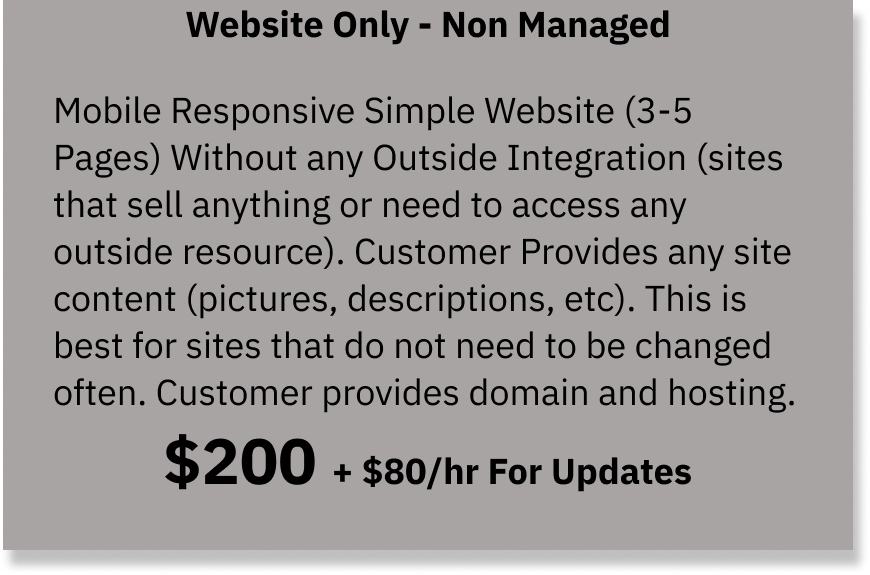 Website Only - Non Managed
Mobile Responsive Simple Website (3-5
Pages) Without any Outside Integration (sites
that sell anything or need to access any
outside resource). Customer Provides any site
content (pictures, descriptions, etc). This is
best for sites that do not need to be changed
often. Customer provides domain and hosting.
$200 + $80/hr For Updates